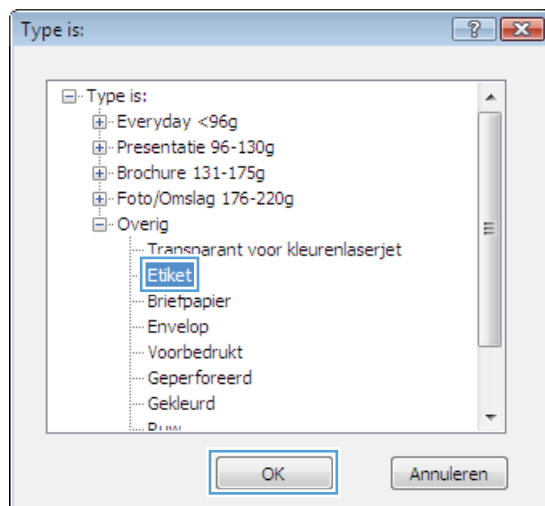 Type is:
Type is:
Everyday <96g
Presentatie 96-130g
Brochure 131-175g
Foto/Omslag 176-220g
Overig
Transparant voor kleurenlaserjet
Etiket
Briefpapier
Envelop
Voorbedrukt
Geperforeerd
Gekleurd
Ruw
OK Annuleren